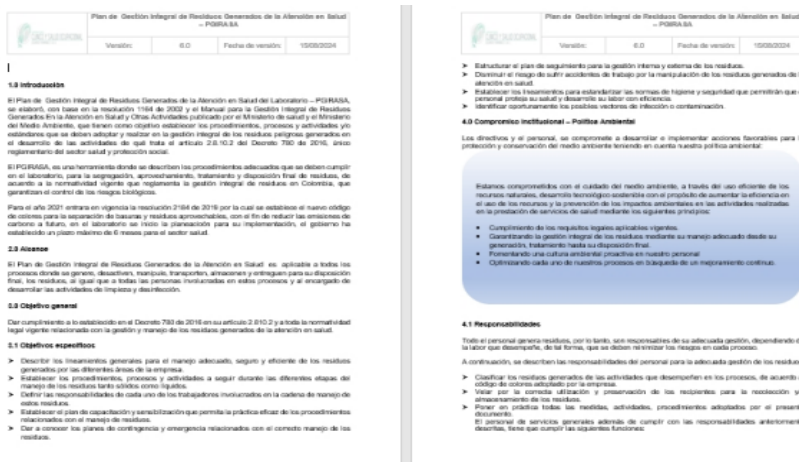 Plan de Gestión Integral de Residuos Generados de la Atención en Salud
– PGIRASA
Versión: 6.0 Fecha de versión: 15/08/2024
1.0 Introducción
El Plan de Gestión Integral de Residuos Generados de la Atención en Salud del Laboratorio – PGIRASA,
se elaboró, con base en la resolución 1164 de 2002 y el Manual para la Gestión Integral de Residuos
Generados En la Atención en Salud y Otras Actividades publicado por el Ministerio de salud y el Ministerio
del Medio Ambiente, que tienen como objetivo establecer los procedimientos, procesos y actividades y/o
estándares que se deben adoptar y realizar en la gestión integral de los residuos peligrosos generados en
el desarrollo de las actividades de qué trata el artículo 2.8.10.2 del Decreto 780 de 2016, único
reglamentario del sector salud y protección social.
El PGIRASA, es una herramienta donde se describen los procedimientos adecuados que se deben cumplir
en el laboratorio, para la segregación, aprovechamiento, tratamiento y disposición final de residuos, de
acuerdo a la normatividad vigente que reglamenta la gestión integral de residuos en Colombia, que
garantizan el control de los riesgos biológicos.
Para el año 2021 entrara en vigencia la resolución 2184 de 2019 por la cual se establece el nuevo código
de colores para la separación de basuras y residuos aprovechables, con el fin de reducir las emisiones de
carbono a futuro, en el laboratorio se inicio la planeación para su implementación, el gobierno ha
establecido un plazo máximo de 6 meses para el sector salud.
2.0 Alcance
El Plan de Gestión Integral de Residuos Generados de la Atención en Salud es aplicable a todos los
procesos donde se genere, desactiven, manipule, transporten, almacenen y entreguen para su disposición
final, los residuos, al igual que a todas las personas involucradas en estos procesos y al encargado de
desarrollar las actividades de limpieza y desinfección.
3.0 Objetivo general
Dar cumplimiento a lo establecido en el Decreto 780 de 2016 en su artículo 2.810.2 y a toda la normatividad
legal vigente relacionada con la gestión y manejo de los residuos generados de la atención en salud.
3.1 Objetivos específicos
➤ Describir los lineamientos generales para el manejo adecuado, seguro y eficiente de los residuos
generados por las diferentes áreas de la empresa.
➤ Establecer los procedimientos, procesos y actividades a seguir durante las diferentes etapas del
manejo de los residuos tanto sólidos como líquidos.
➤ Definir las responsabilidades de cada uno de los trabajadores involucrados en la cadena de manejo de
estos residuos.
➤ Establecer el plan de capacitación y sensibilización que permita la práctica eficaz de los procedimientos
relacionados con el manejo de residuos.
➤ Dar a conocer los planes de contingencia y emergencia relacionados con el correcto manejo de los
residuos.
Plan de Gestión Integral de Residuos Generados de la Atención en Salud
– PGIRASA
Versión: 6.0 Fecha de versión: 15/08/2024
➤ Estructurar el plan de seguimiento para la gestión interna y externa de los residuos.
➤ Disminuir el riesgo de sufrir accidentes de trabajo por la manipulación de los residuos generados de l
atención en salud.
➤ Establecer los lineamientos para estandarizar las normas de higiene y seguridad que permitirán que
personal proteja su salud y desarrolle su labor con eficiencia.
➤ Identificar oportunamente los posibles vectores de infección o contaminación.
4.0 Compromiso Institucional – Política Ambiental
Los directivos y el personal, se compromete a desarrollar e implementar acciones favorables para l
protección y conservación del medio ambiente teniendo en cuenta nuestra política ambiental:
Estamos comprometidos con el cuidado del medio ambiente, a través del uso eficiente de los
recursos naturales, desarrollo tecnológico sostenible con el propósito de aumentar la eficiencia en
el uso de los recursos y la prevención de los impactos ambientales en las actividades realizadas
en la prestación de servicios de salud mediante los siguientes principios:
• Cumplimiento de los requisitos legales aplicables vigentes.
• Garantizando la gestión integral de los residuos mediante su manejo adecuado desde su
generación, tratamiento hasta su disposición final.
• Fomentando una cultura ambiental proactiva en nuestro personal
• Optimizando cada uno de nuestros procesos en búsqueda de un mejoramiento continuo.
4.1 Responsabilidades
Todo el personal genera residuos, por lo tanto, son responsables de su adecuada gestión, dependiendo d
la labor que desempeñe, de tal forma, que se deben minimizar los riesgos en cada proceso.
A continuación, se describen las responsabilidades del personal para la adecuada gestión de los residuos
➤ Clasificar los residuos generados de las actividades que desempeñen en los procesos, de acuerdo a
código de colores adoptado por la empresa.
➤ Velar por la correcta utilización y preservación de los recipientes para la recolección y
almacenamiento de los residuos.
➤ Poner en práctica todas las medidas, actividades, procedimientos adoptados por el present
documento.
El personal de servicios generales además de cumplir con las responsabilidades anteriorment
descritas, tiene que cumplir las siguientes funciones: